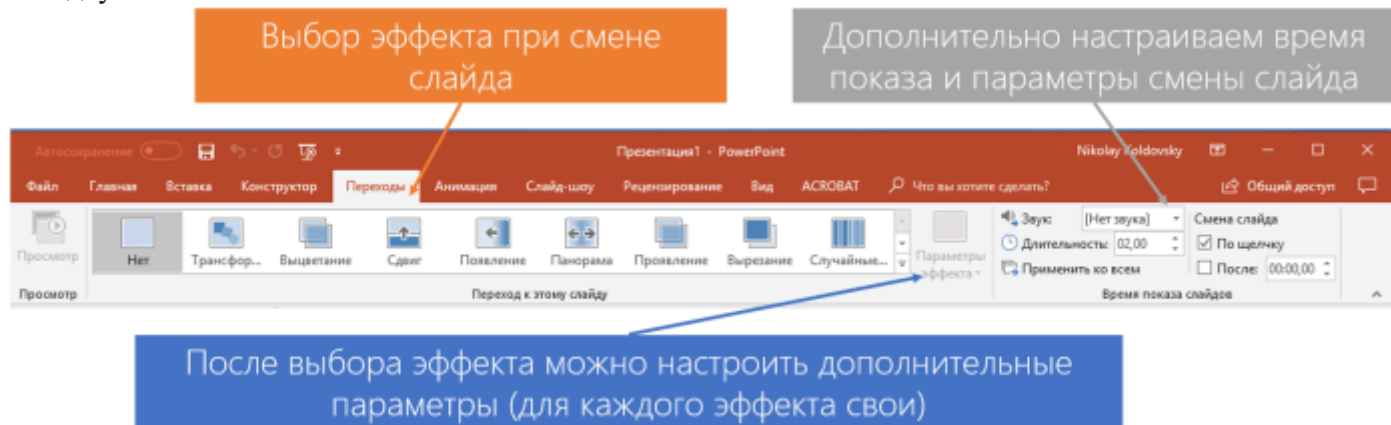 Выбор эффекта при смене
слайда
Дополнительно настраиваем время
показа и параметры смены слайда
Автосохранение
Презентация1 - PowerPoint
Nikolay Koldovsky
Файл Главная Вставка Конструктор Переходы Анимации Слайд-шоу Рецензирование Вид ACROBAT Что вы хотите сделать? Общий доступ
Просмотр
Нет Трансфор... Выцветание Сдвиг Появление Панорама Проявление Вырезание Случайные...
Параметры
эффекта
Звук: [Нет звука]
Длительность: 02,00
Применить ко всем
Смена слайда
По щелчку
После: 00:00,00
Просмотр
Переход к этому слайду
Время показа слайдов
После выбора эффекта можно настроить дополнительные
параметры (для каждого эффекта свои)